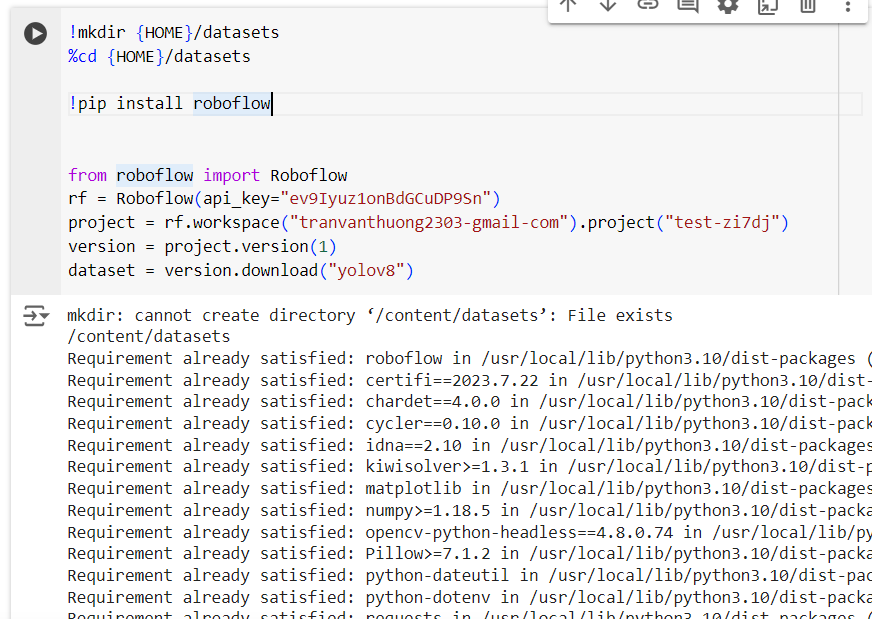 !mkdir {HOME}/datasets
%cd {HOME}/datasets
!pip install roboflow
from roboflow import Roboflow
rf = Roboflow(api_key="ev9Iyuz1onBdGCuDP9Sn")
project = rf.workspace("tranvanthuong2303-gmail-com").project("test-zi7dj")
version = project.version(1)
dataset = version.download("yolov8")
mkdir: cannot create directory ‘/content/datasets’: File exists
/content/datasets
Requirement already satisfied: roboflow in /usr/local/lib/python3.10/dist-packages (
Requirement already satisfied: certifi==2023.7.22 in /usr/local/lib/python3.10/dist-
Requirement already satisfied: chardet==4.0.0 in /usr/local/lib/python3.10/dist-pack
Requirement already satisfied: cycler==0.10.0 in /usr/local/lib/python3.10/dist-pack
Requirement already satisfied: idna==2.10 in /usr/local/lib/python3.10/dist-packages
Requirement already satisfied: kiwisolver>=1.3.1 in /usr/local/lib/python3.10/dist-p
Requirement already satisfied: matplotlib in /usr/local/lib/python3.10/dist-packages
Requirement already satisfied: numpy>=1.18.5 in /usr/local/lib/python3.10/dist-packa
Requirement already satisfied: opencv-python-headless==4.8.0.74 in /usr/local/lib/py
Requirement already satisfied: Pillow>=7.1.2 in /usr/local/lib/python3.10/dist-packa
Requirement already satisfied: python-dateutil in /usr/local/lib/python3.10/dist-pac
Requirement already satisfied: python-dotenv in /usr/local/lib/python3.10/dist-packa
Requirement already satisfied: requests in /usr/local/lib/python3.10/dist-packages (